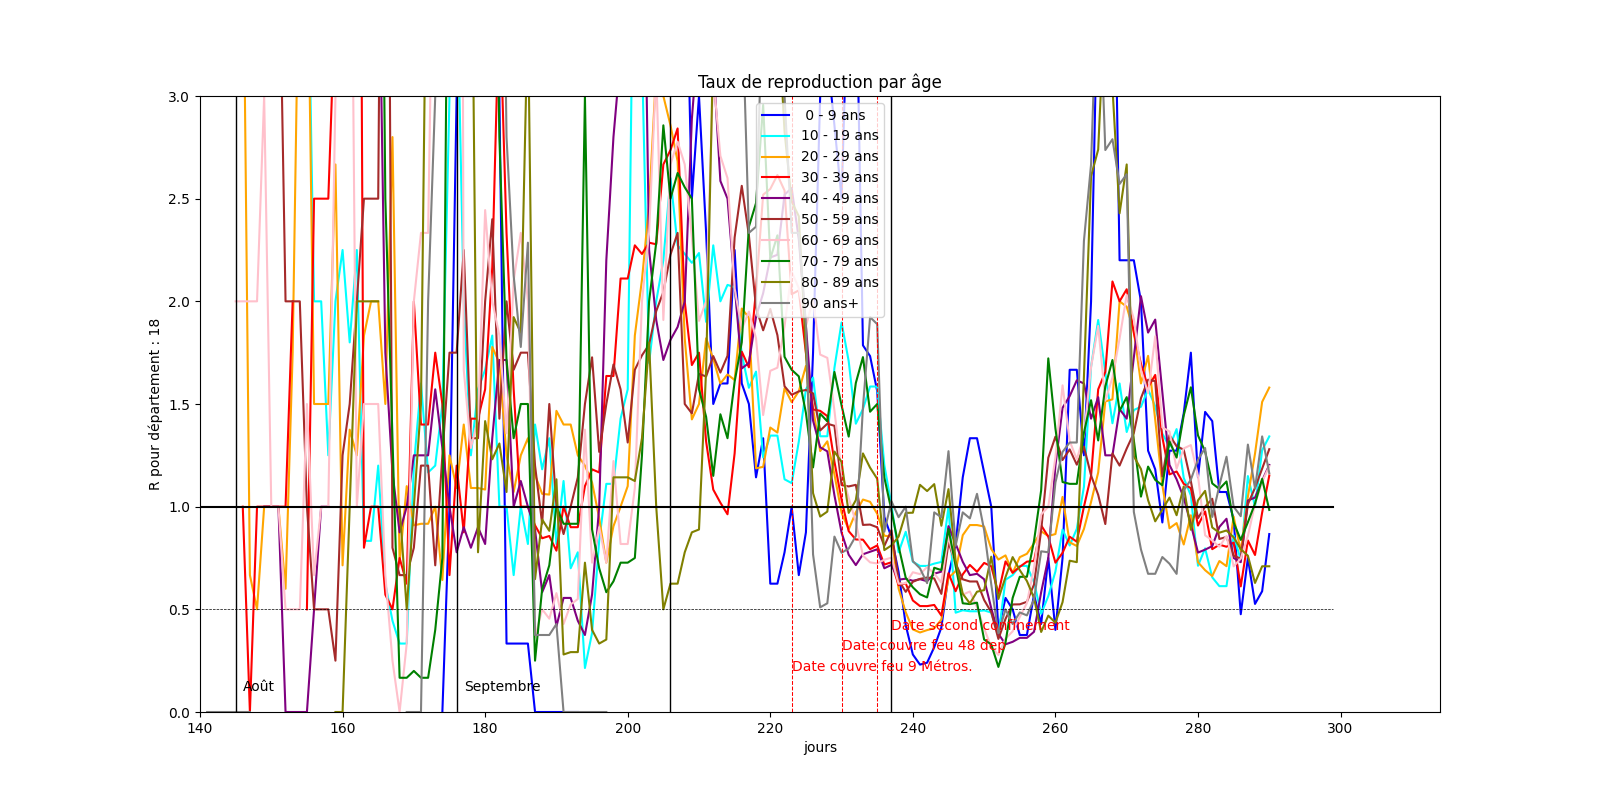 Taux de reproduction par âge
R pour département : 18
3.0
2.5
2.0
1.5
1.0
0.5
0.0
0 - 9 ans
10 - 19 ans
20 - 29 ans
30 - 39 ans
40 - 49 ans
50 - 59 ans
60 - 69 ans
70 - 79 ans
80 - 89 ans
90 ans+
Date second confinement
Date couvre feu 48 dep
Date couvre feu 9 Métros.
Août
Septembre
140 160 180 200 220 240 260 280 300
jours